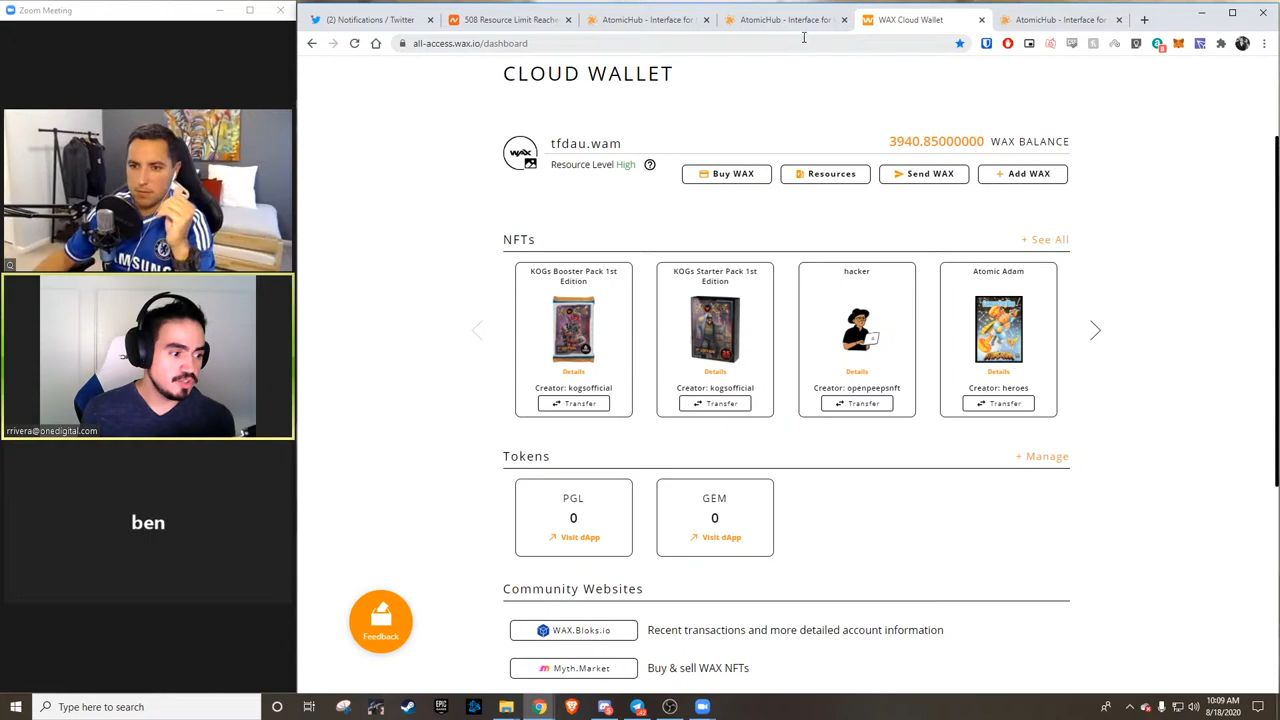 Zoom Meeting
(2) Notifications / Twitter
508 Resource Limit Reache
AtomicHub - Interface for
AtomicHub - Interface for
WAX Cloud Wallet
AtomicHub - Interface for
all-access.wax.io/dashboard
CLOUD WALLET
WAX
tfdau.wam
Resource Level High
3940.85000000 WAX BALANCE
Buy WAX
Resources
Send WAX
Add WAX
NFTs
+ See All
KOGs Booster Pack 1st
Edition
Details
Creator: kogsofficial
Transfer
KOGs Starter Pack 1st
Edition
Details
Creator: kogsofficial
Transfer
hacker
Details
Creator: openpeepsnft
Transfer
Atomic Adam
Details
Creator: heroes
Transfer
Tokens
+ Manage
PGL
0
Visit dApp
GEM
0
Visit dApp
Community Websites
WAX.Bloks.io
Recent transactions and more detailed account information
Myth.Market
Buy & sell WAX NFTs
Feedback
SAMSUNG
rrivera@onedigital.com
ben
Type here to search
10:09 AM
8/18/2020